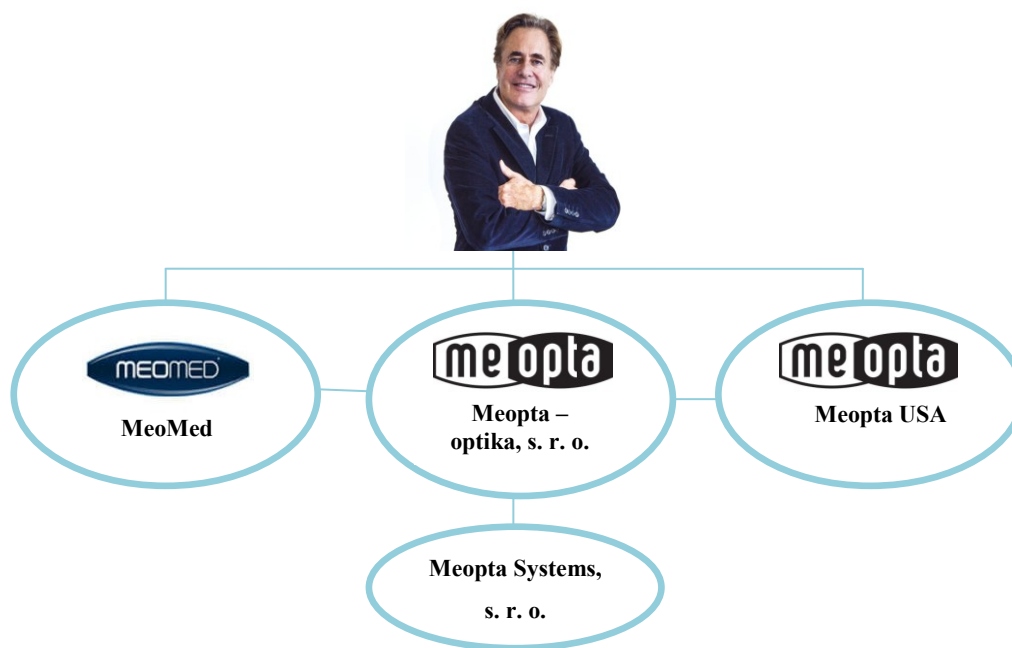 MEOMED
MeoMed
meopta
Meopta –
optika, s. r. o.
meopta
Meopta USA
Meopta Systems,
s. r. o.